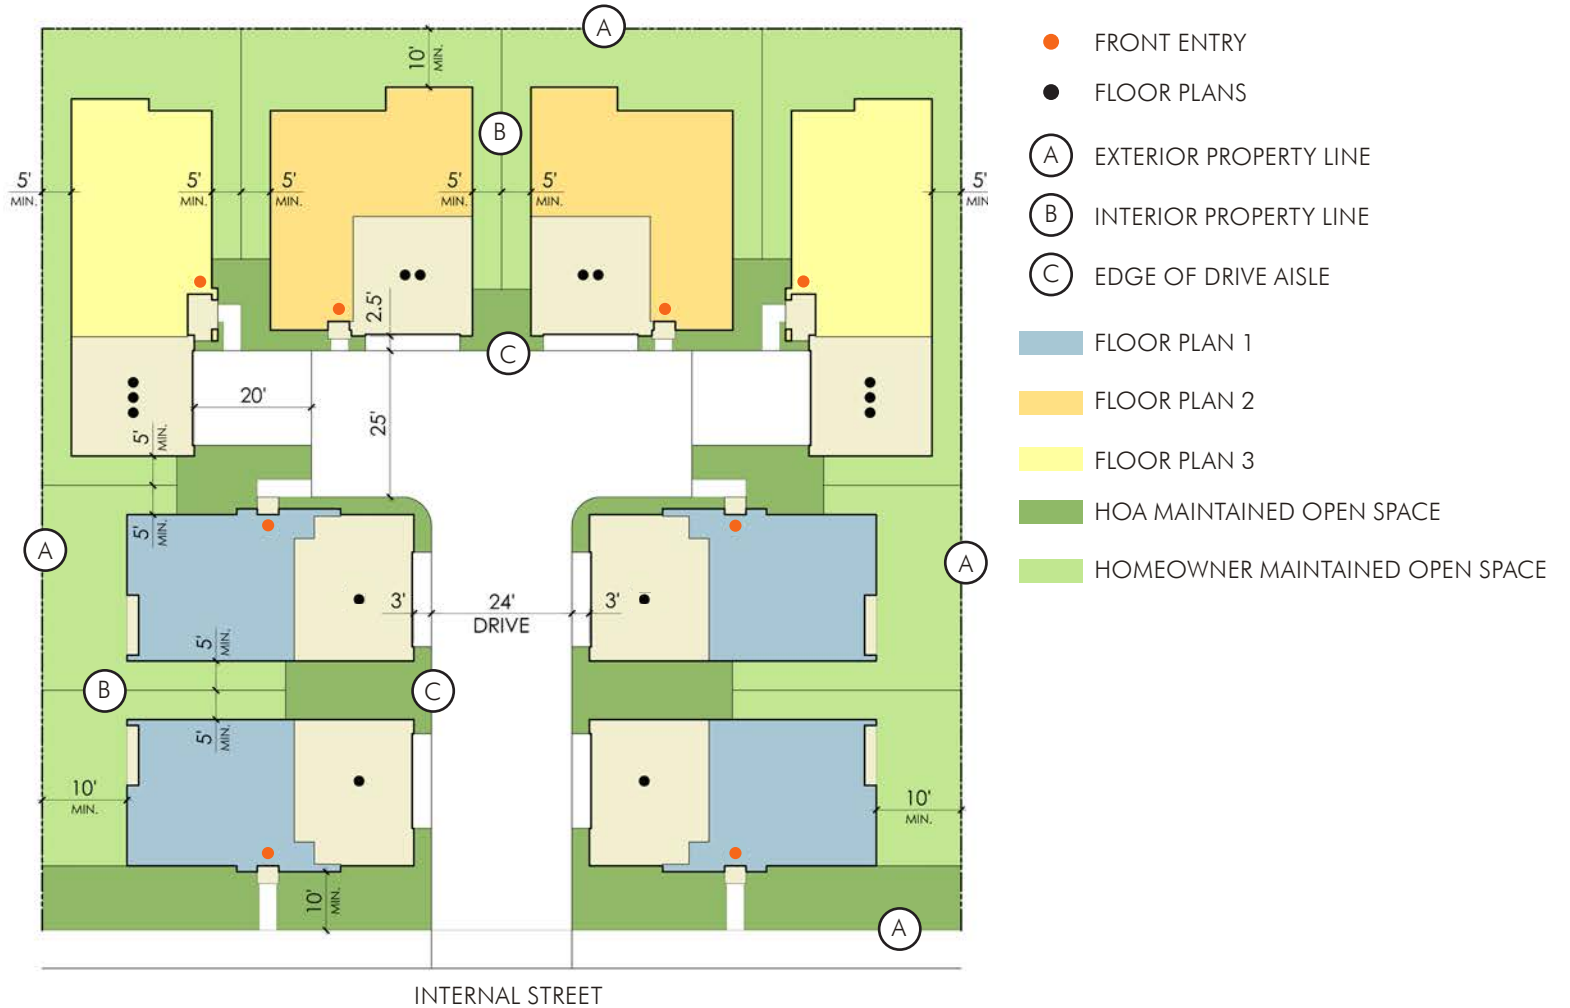 A
10'
MIN.
B
5'
MIN.
5'
MIN.
5'
MIN.
5'
MIN.
5'
MIN.
5'
MIN
2.5'
C
20'
25'
5'
MIN.
5'
MIN.
A
A
3'
24'
DRIVE
3'
5'
MIN.
B
C
5'
MIN.
10'
MIN.
10'
MIN.
10'
MIN.
A
INTERNAL STREET
FRONT ENTRY
FLOOR PLANS
A EXTERIOR PROPERTY LINE
B INTERIOR PROPERTY LINE
C EDGE OF DRIVE AISLE
FLOOR PLAN 1
FLOOR PLAN 2
FLOOR PLAN 3
HOA MAINTAINED OPEN SPACE
HOMEOWNER MAINTAINED OPEN SPACE